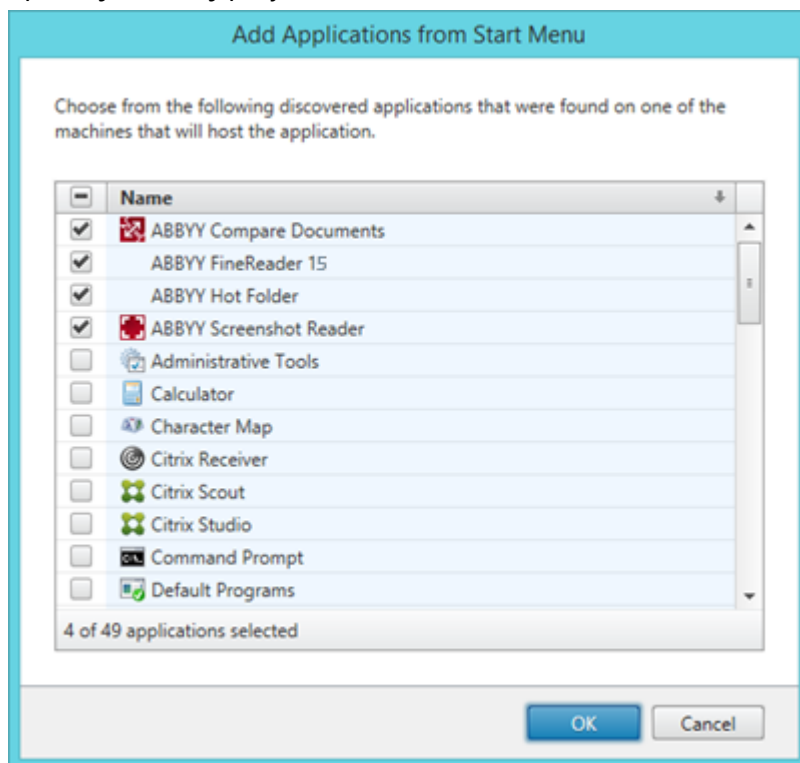 Add Applications from Start Menu
Choose from the following discovered applications that were found on one of the
machines that will host the application.
Name
ABBYY Compare Documents
ABBYY FineReader 15
ABBYY Hot Folder
ABBYY Screenshot Reader
Administrative Tools
Calculator
Character Map
Citrix Receiver
Citrix Scout
Citrix Studio
Command Prompt
Default Programs
4 of 49 applications selected
OK Cancel